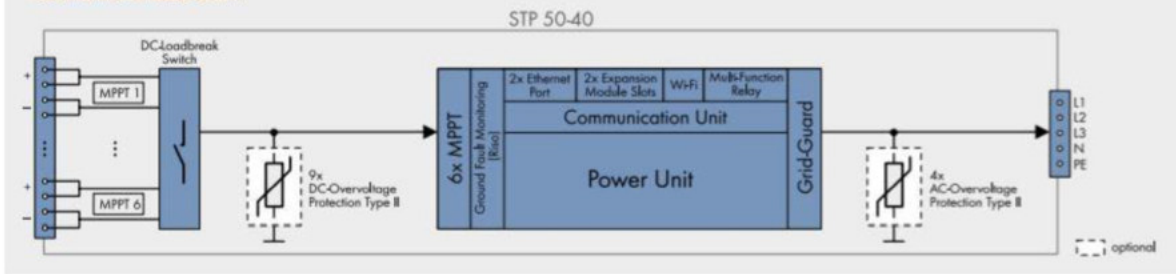 STP 50-40
DC-Loadbreak
Switch
+
MPPT 1
−
+
MPPT 6
−
9x
DC-Overvoltage
Protection Type II
6x MPPT
Ground Fault Monitoring
(Riso)
2x Ethernet
Port
2x Expansion
Module Slots
Wi-Fi
Multi-Function
Relay
Communication Unit
Power Unit
Grid-Guard
4x
AC-Overvoltage
Protection Type II
L1
L2
L3
N
PE
optional